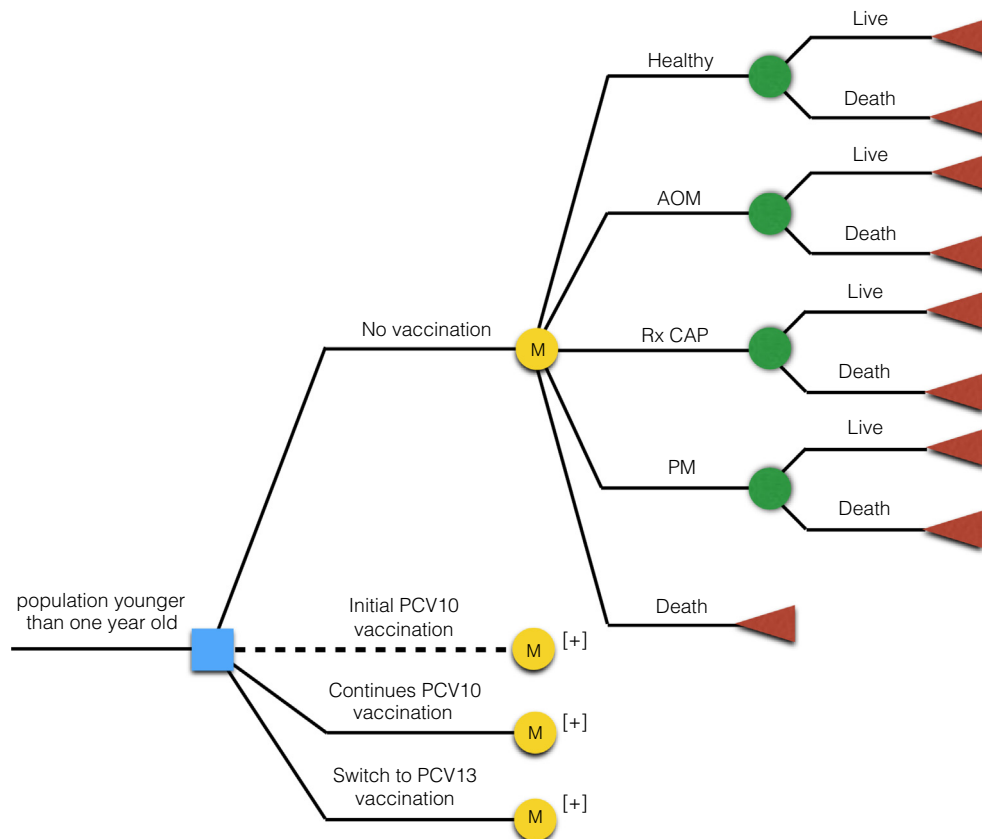 Live
Healthy
Death
Live
AOM
Death
Live
No vaccination
M
Rx CAP
Death
Live
PM
Death
population younger
than one year old
Initial PCV10
vaccination
Death
M
[+]
Continues PCV10
vaccination
M
[+]
Switch to PCV13
vaccination
M
[+]